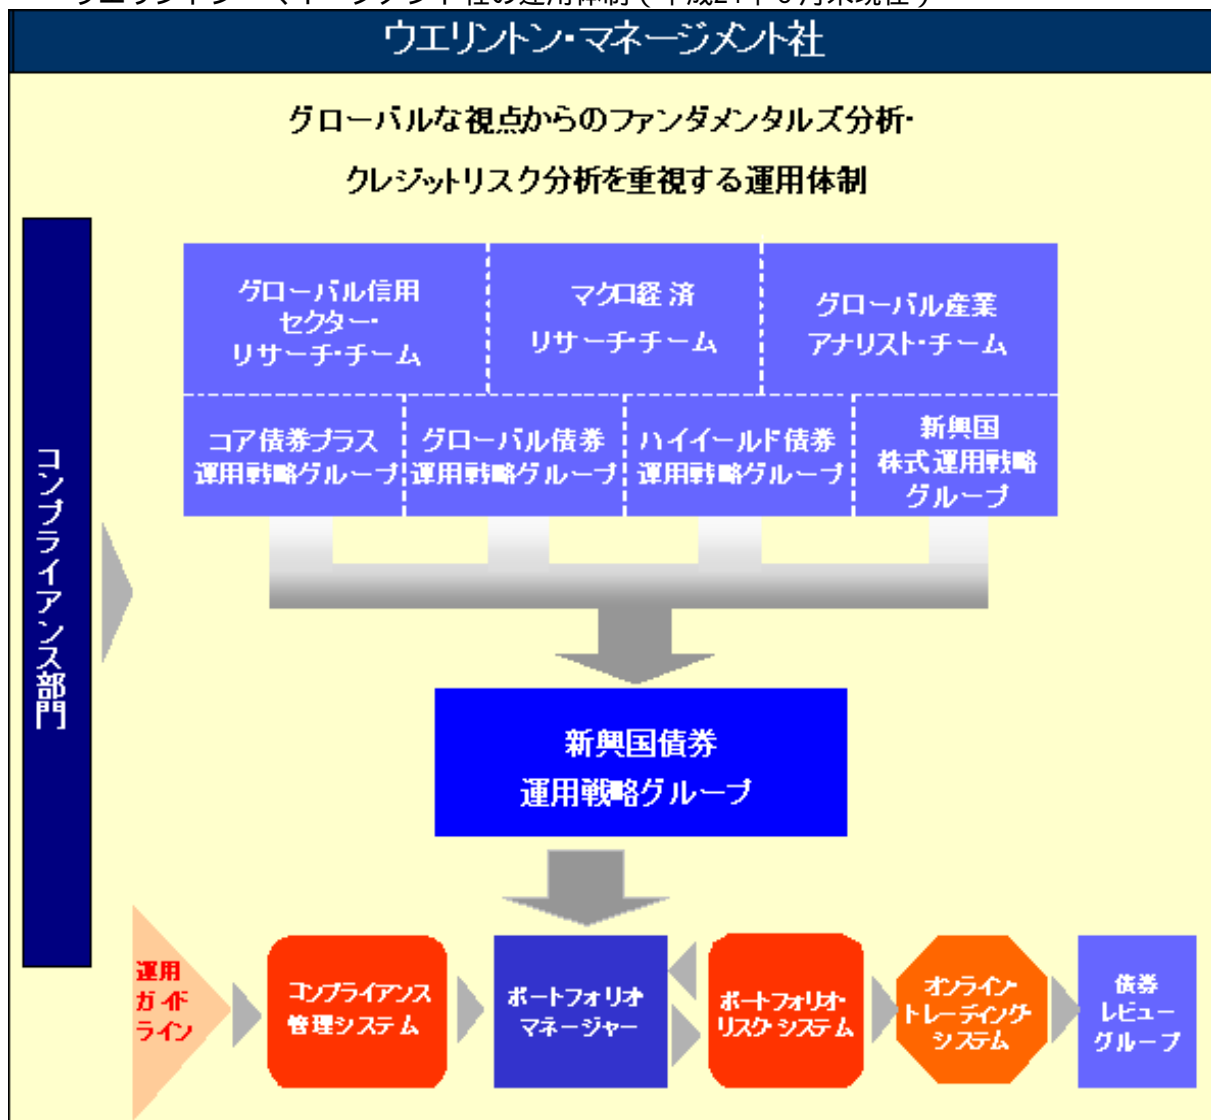 ウエリントン・マネージメント社
グローバルな視点からのファンダメンタルズ分析・
クレジットリスク分析を重視する運用体制
グローバル信用
セクター・
リサーチ・チーム
マクロ経済
リサーチ・チーム
グローバル産業
アナリスト・チーム
コア債券プラス
運用戦略グループ
グローバル債券
運用戦略グループ
ハイイールド債券
運用戦略グループ
新興国
株式運用戦略
グループ
コンプライアンス部門
新興国債券
運用戦略グループ
運用
ガイド
ライン
コンプライアンス
管理システム
ポートフォリオ
マネージャー
ポートフォリオ・
リスク・システム
オンライン・
トレーディング・
システム
債券
レビュー
グループ